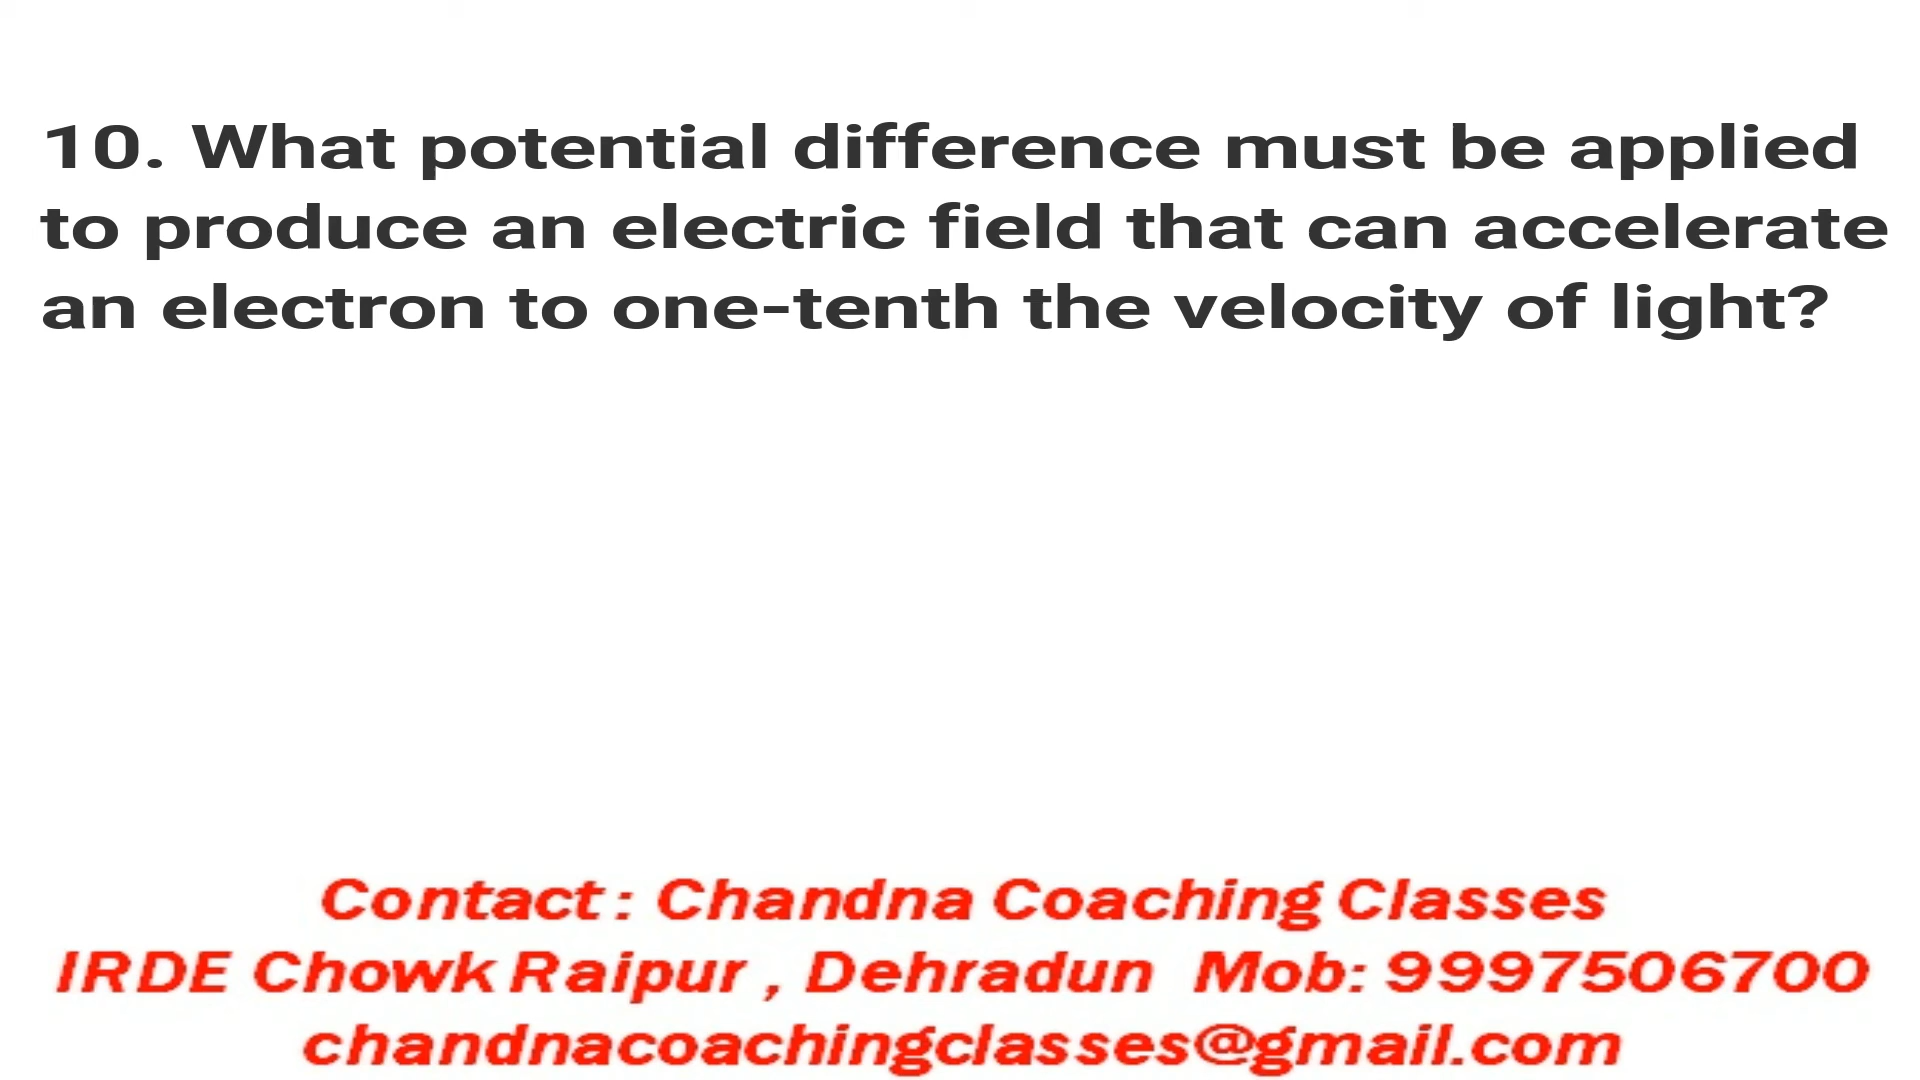 10. What potential difference must be applied
to produce an electric field that can accelerate
an electron to one-tenth the velocity of light?
Contact : Chandna Coaching Classes
IRDE Chowk Raipur , Dehradun Mob: 9997506700
chandnacoachingclasses@gmail.com